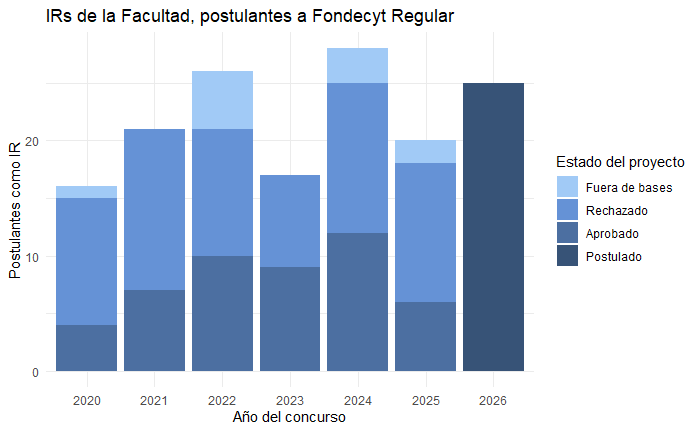 IRs de la Facultad, postulantes a Fondecyt Regular
Postulantes como IR
20
10
0
2020
2021
2022
2023
2024
2025
2026
Año del concurso
Estado del proyecto
Fuera de bases
Rechazado
Aprobado
Postulado